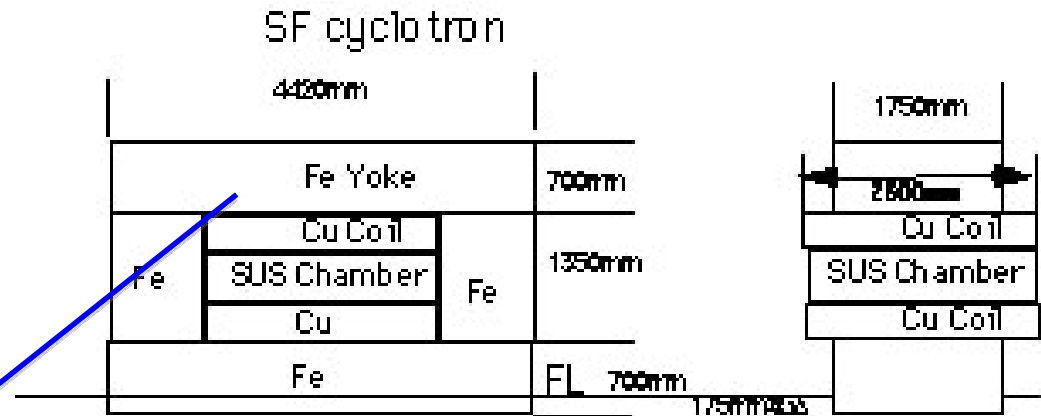 SF cyclotron
4420mm
1750mm
Fe Yoke
700mm
Cu Coil
Cu Coil
Fe
SUS Chamber
Fe
1350mm
SUS Chamber
Cu
Cu Coil
Fe
FL 700mm